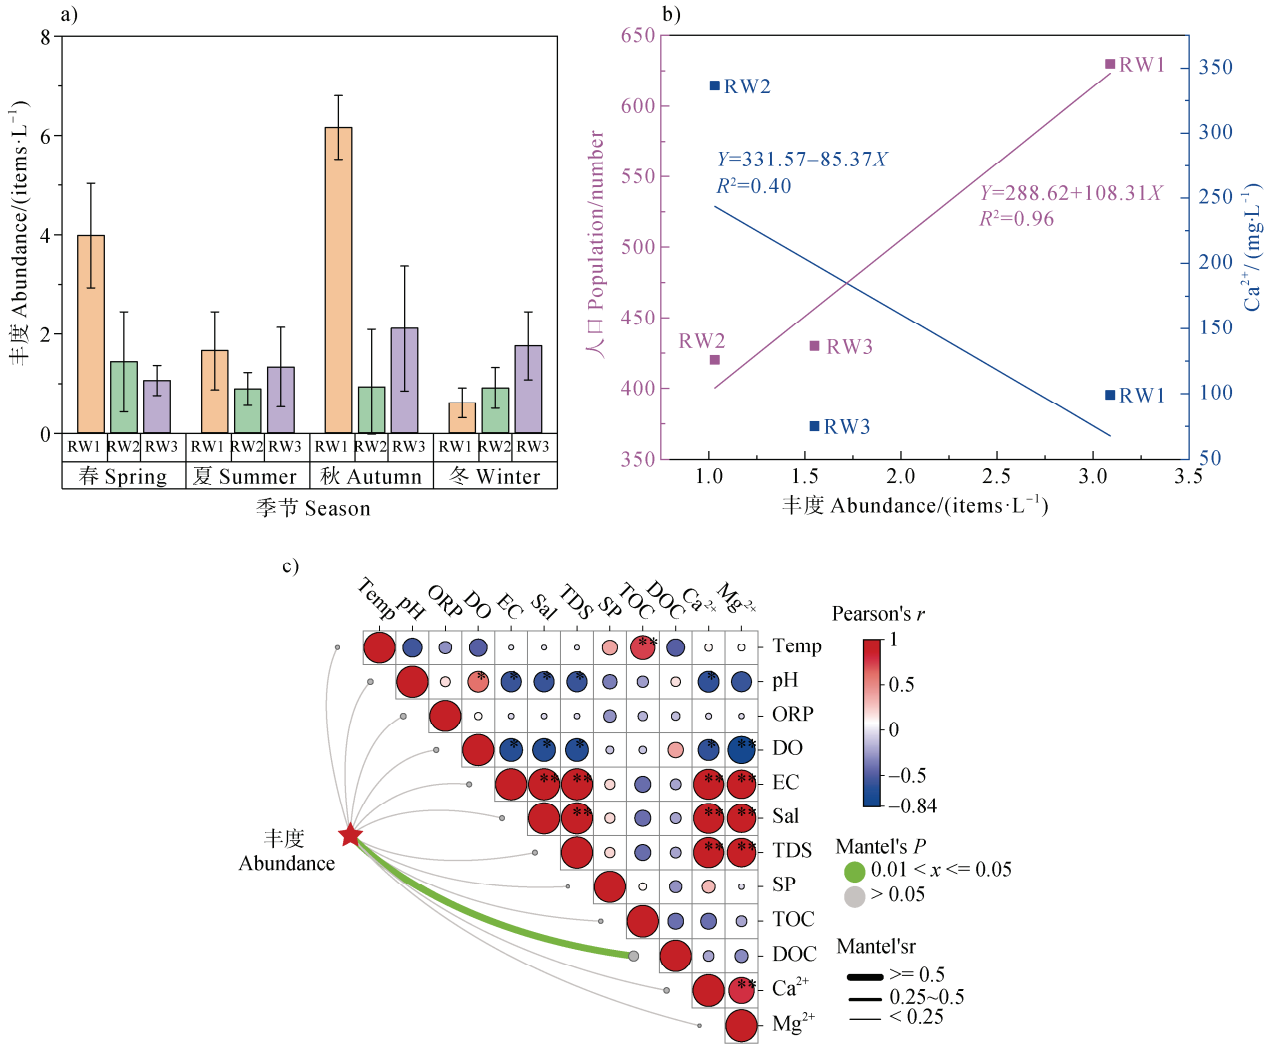 a)
8
6
4
2
0
丰度 Abundance/(items·L⁻¹)
RW1 RW2 RW3 RW1 RW2 RW3 RW1 RW2 RW3 RW1 RW2 RW3
春 Spring 夏 Summer 秋 Autumn 冬 Winter
季节 Season
b)
650
600
550
500
450
400
350
人口 Population/number
350
300
250
200
150
100
50
Ca²⁺/(mg·L⁻¹)
RW1
RW2
Y=331.57–85.37X
R²=0.40
Y=288.62+108.31X
R²=0.96
RW2
RW3
RW1
RW3
1.0 1.5 2.0 2.5 3.0 3.5
丰度 Abundance/(items·L⁻¹)
c)
Temp pH ORP DO EC Sal TDS SP TOC DOC Ca²⁺ Mg²⁺
** Temp
* * * * * pH
ORP
* * * * ** DO
** ** ** ** EC
** ** ** Sal
** ** TDS
SP
TOC
DOC
** Ca²⁺
Mg²⁺
丰度
Abundance
Pearson's r
1
0.5
0
−0.5
−0.84
Mantel's P
0.01 < x <= 0.05
> 0.05
Mantel'sr
>= 0.5
0.25~0.5
< 0.25